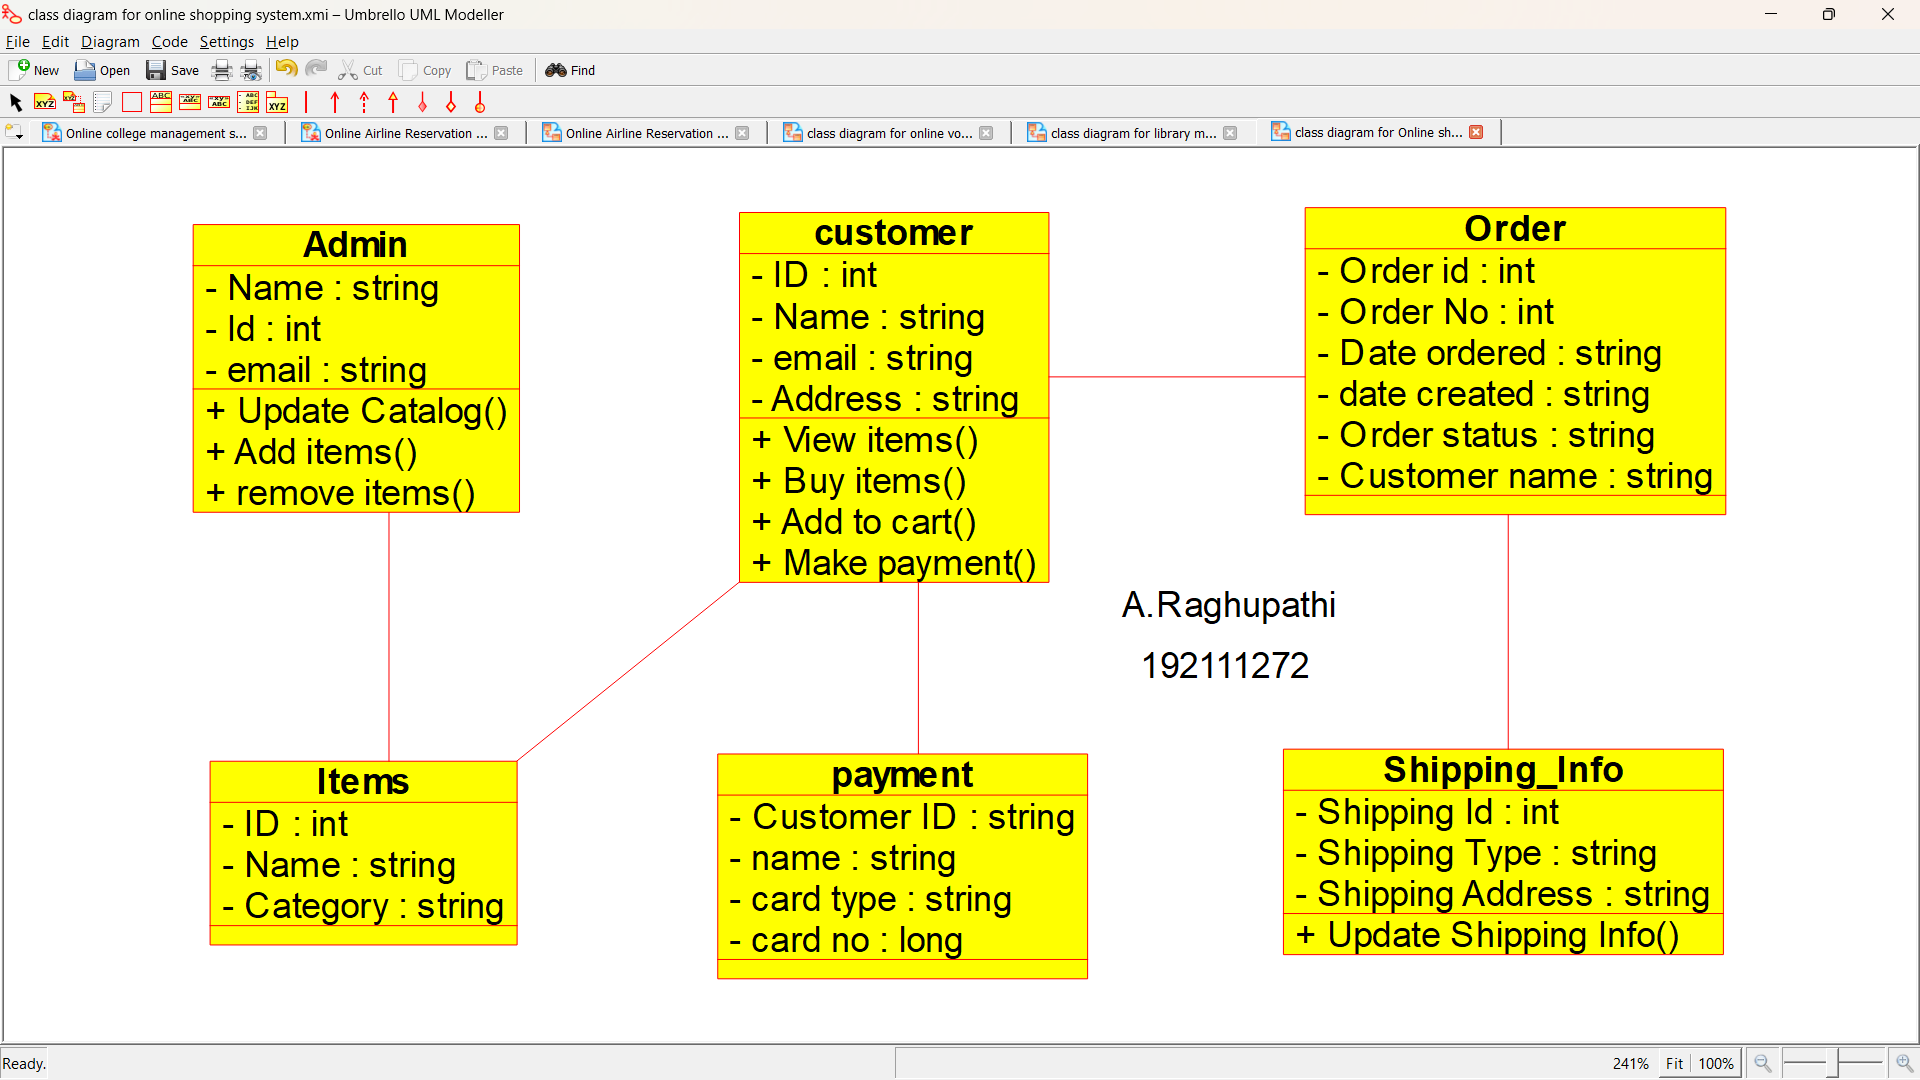 class diagram for online shopping system.xmi – Umbrello UML Modeller
File Edit Diagram Code Settings Help
New Open Save Cut Copy Paste Find
Online college management s... Online Airline Reservation ... Online Airline Reservation ... class diagram for online vo... class diagram for library m... class diagram for Online sh...
Admin
- Name : string
- Id : int
- email : string
+ Update Catalog()
+ Add items()
+ remove items()
customer
- ID : int
- Name : string
- email : string
- Address : string
+ View items()
+ Buy items()
+ Add to cart()
+ Make payment()
Order
- Order id : int
- Order No : int
- Date ordered : string
- date created : string
- Order status : string
- Customer name : string
A.Raghupathi
192111272
Items
- ID : int
- Name : string
- Category : string
payment
- Customer ID : string
- name : string
- card type : string
- card no : long
Shipping_Info
- Shipping Id : int
- Shipping Type : string
- Shipping Address : string
+ Update Shipping Info()
Ready. 241% Fit 100%